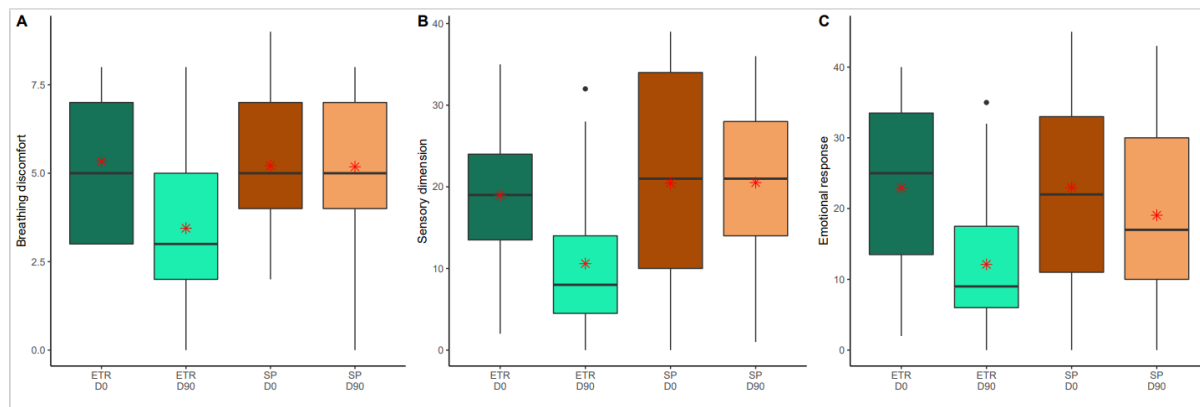 A
Breathing discomfort
7.5
5.0
2.5
0.0
ETR
D0
ETR
D90
SP
D0
SP
D90
B
Sensory dimension
40
30
20
10
0
ETR
D0
ETR
D90
SP
D0
SP
D90
C
Emotional response
40
30
20
10
0
ETR
D0
ETR
D90
SP
D0
SP
D90